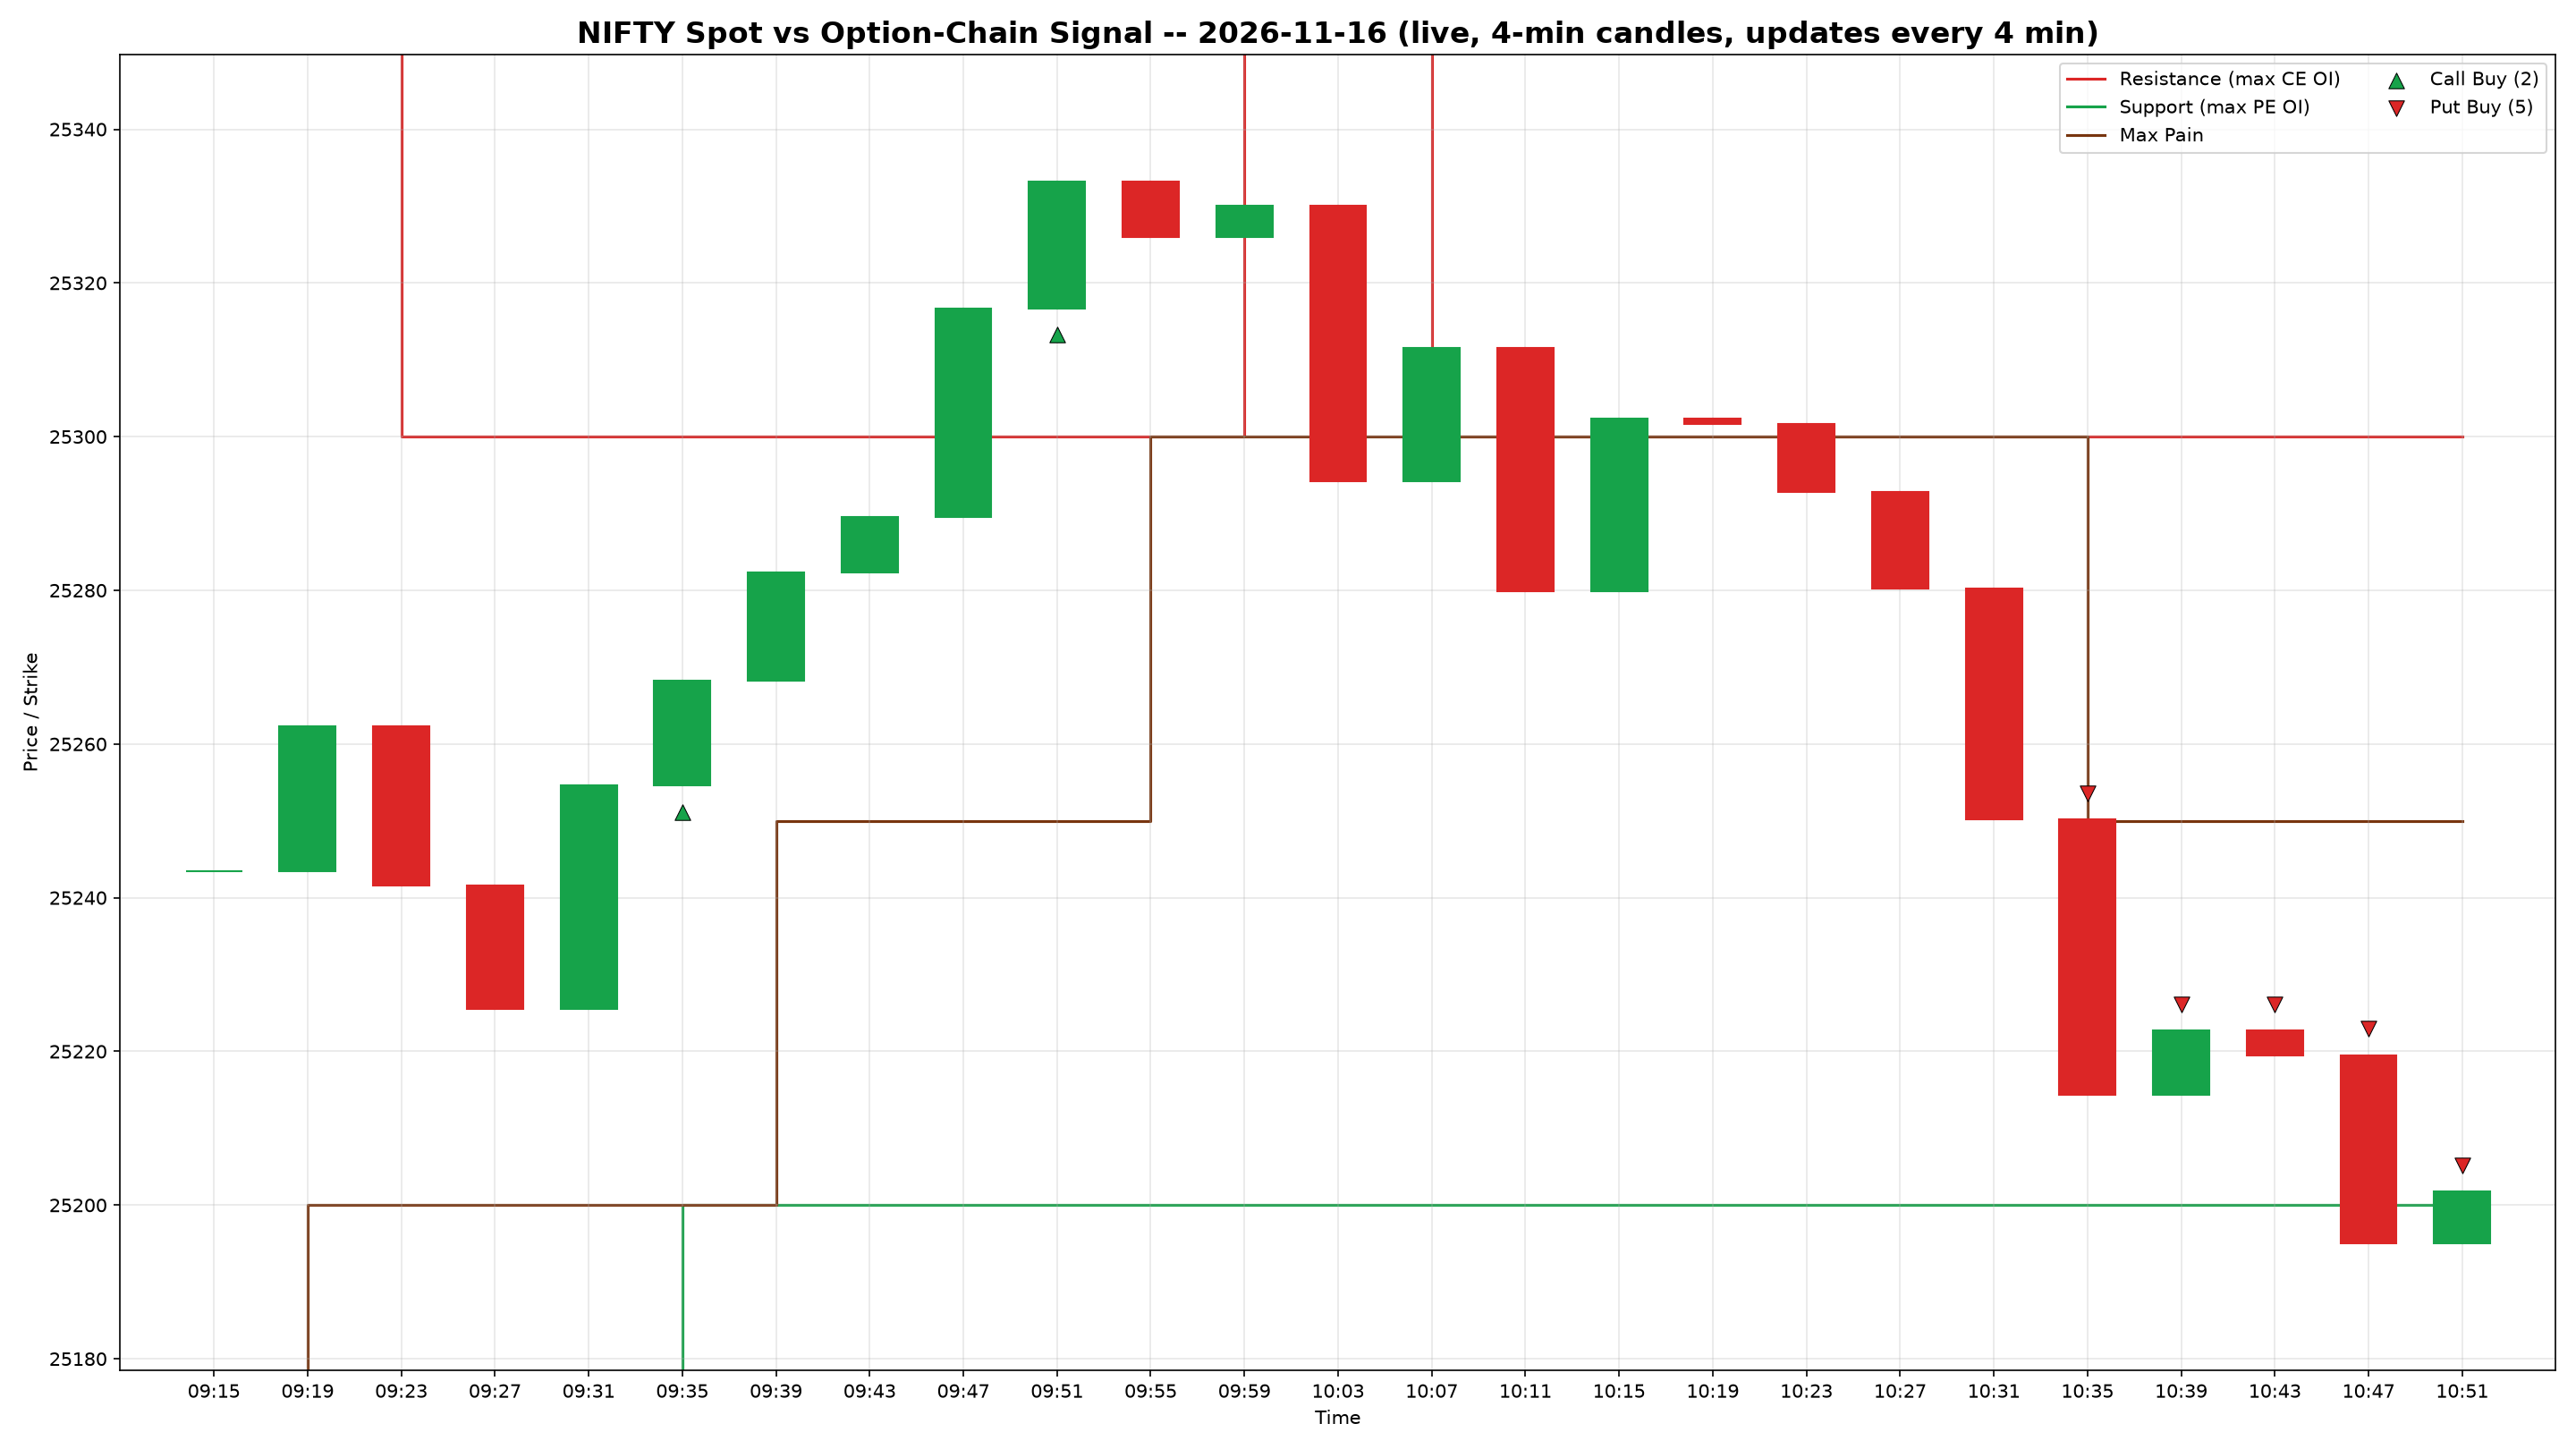 NIFTY Spot vs Option-Chain Signal -- 2026-11-16 (live, 4-min candles, updates every 4 min)
Resistance (max CE OI)
Support (max PE OI)
Max Pain
Call Buy (2)
Put Buy (5)
Price / Strike
25340
25320
25300
25280
25260
25240
25220
25200
25180
09:15 09:19 09:23 09:27 09:31 09:35 09:39 09:43 09:47 09:51 09:55 09:59 10:03 10:07 10:11 10:15 10:19 10:23 10:27 10:31 10:35 10:39 10:43 10:47 10:51
Time